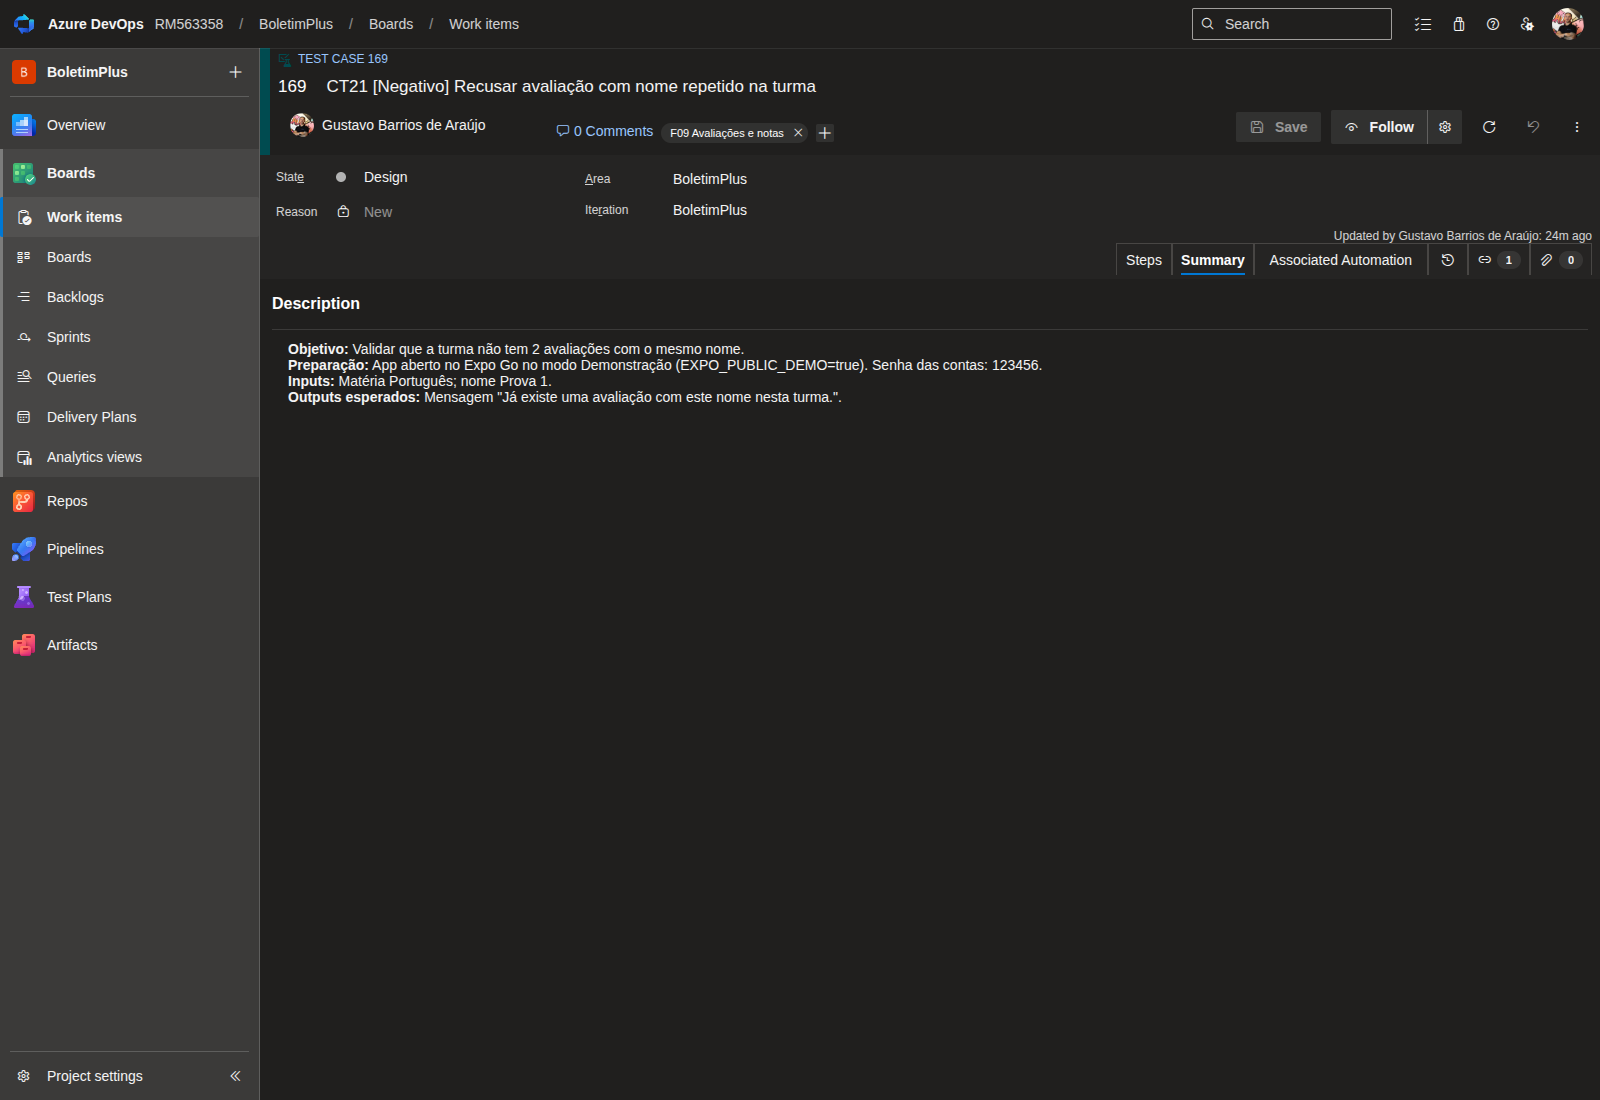 Azure DevOps RM563358 / BoletimPlus / Boards / Work items Search
B BoletimPlus
Overview
Boards
Work items
Boards
Backlogs
Sprints
Queries
Delivery Plans
Analytics views
Repos
Pipelines
Test Plans
Artifacts
Project settings
TEST CASE 169
169 CT21 [Negativo] Recusar avaliação com nome repetido na turma
Gustavo Barrios de Araújo 0 Comments F09 Avaliações e notas Save Follow
State Design Area BoletimPlus
Reason New Iteration BoletimPlus
Updated by Gustavo Barrios de Araújo: 24m ago
Steps Summary Associated Automation 1 0
Description
Objetivo: Validar que a turma não tem 2 avaliações com o mesmo nome.
Preparação: App aberto no Expo Go no modo Demonstração (EXPO_PUBLIC_DEMO=true). Senha das contas: 123456.
Inputs: Matéria Português; nome Prova 1.
Outputs esperados: Mensagem "Já existe uma avaliação com este nome nesta turma.".